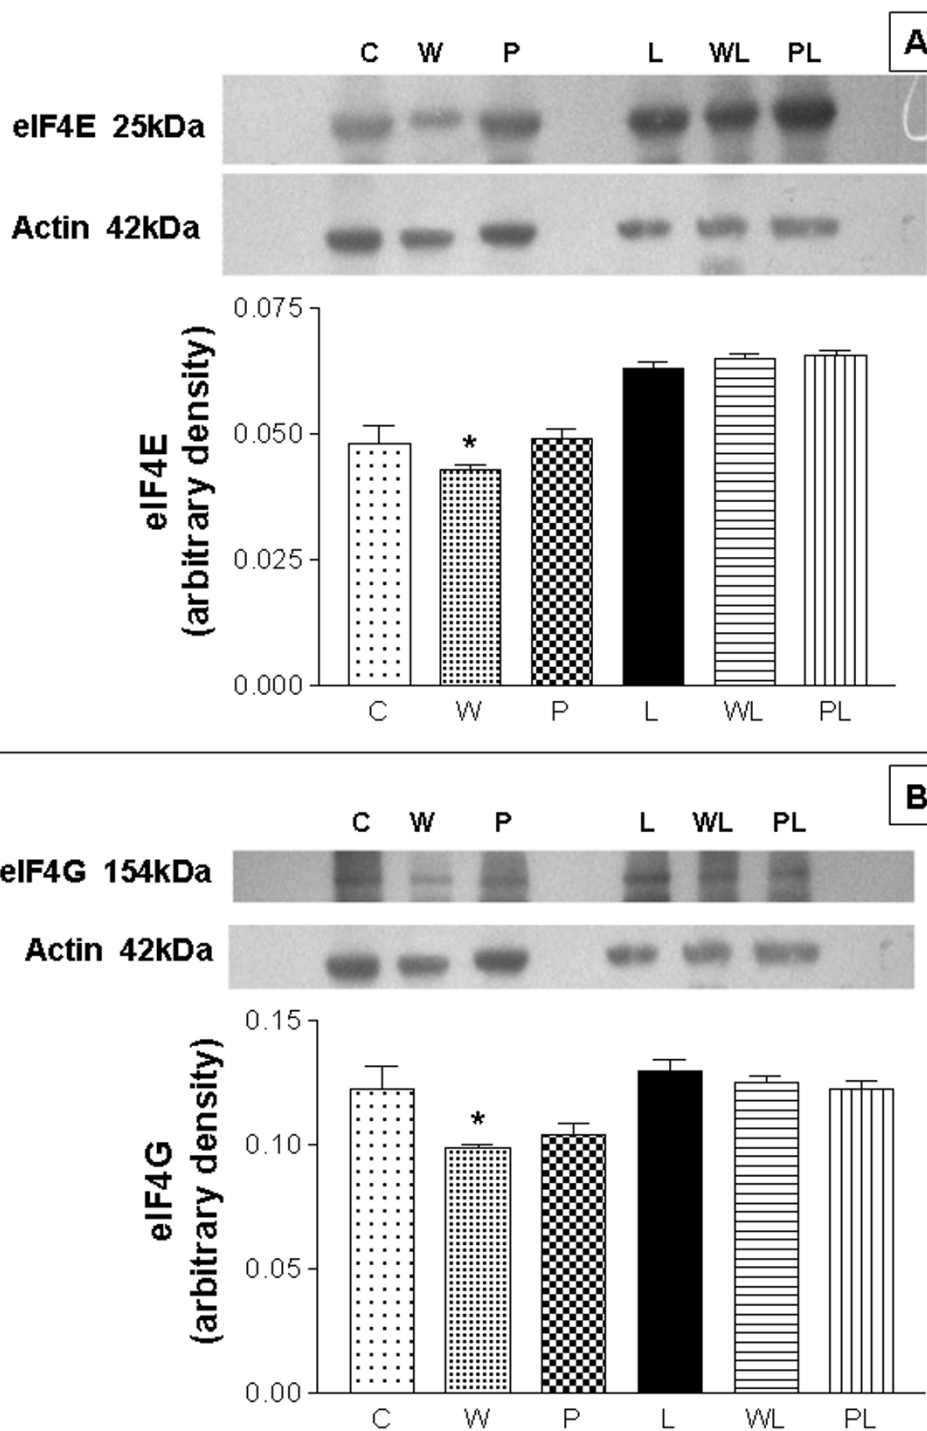 A
C W P L WL PL
eIF4E 25kDa
Actin 42kDa
eIF4E
(arbitrary density)
0.075
0.050
0.025
0.000
*
C W P L WL PL
B
C W P L WL PL
eIF4G 154kDa
Actin 42kDa
eIF4G
(arbitrary density)
0.15
0.10
0.05
0.00
*
C W P L WL PL